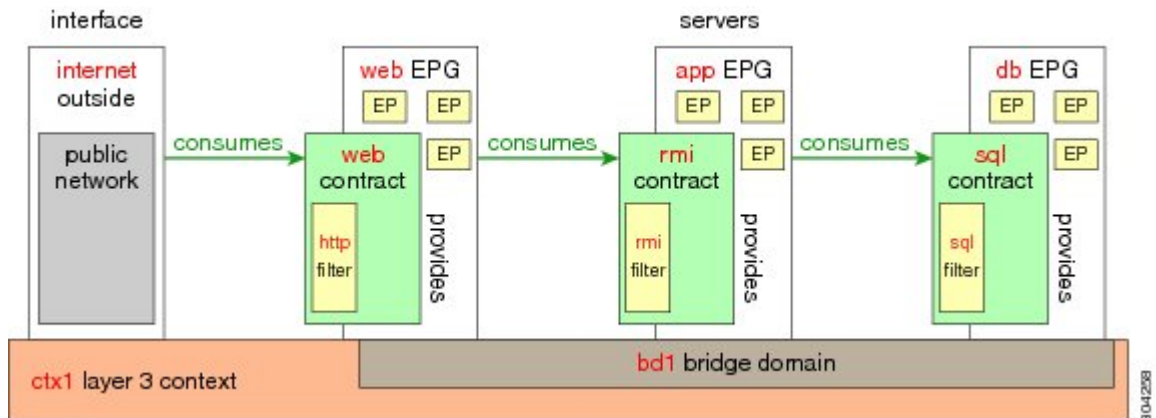 interface
servers
internet
outside
web EPG
app EPG
db EPG
EP EP
EP EP
EP EP
public
network
consumes
web
contract
EP
consumes
rmi
contract
EP
consumes
sql
contract
EP
http
filter
provides
rmi
filter
provides
sql
filter
provides
bd1 bridge domain
ctx1 layer 3 context